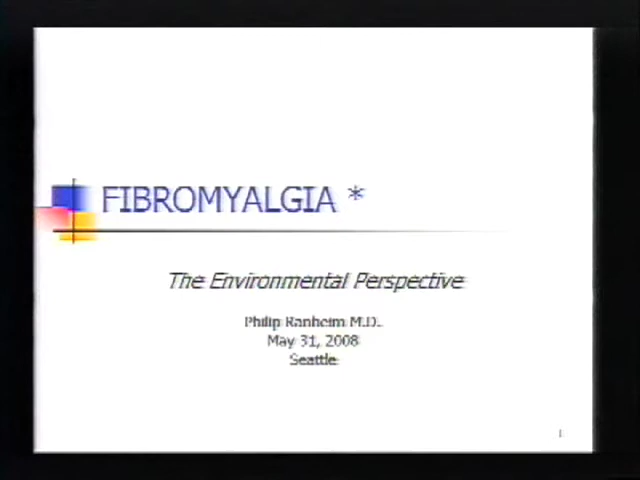 FIBROMYALGIA *
The Environmental Perspective
Philip Ranheim M.D.
May 31, 2008
Seattle
1